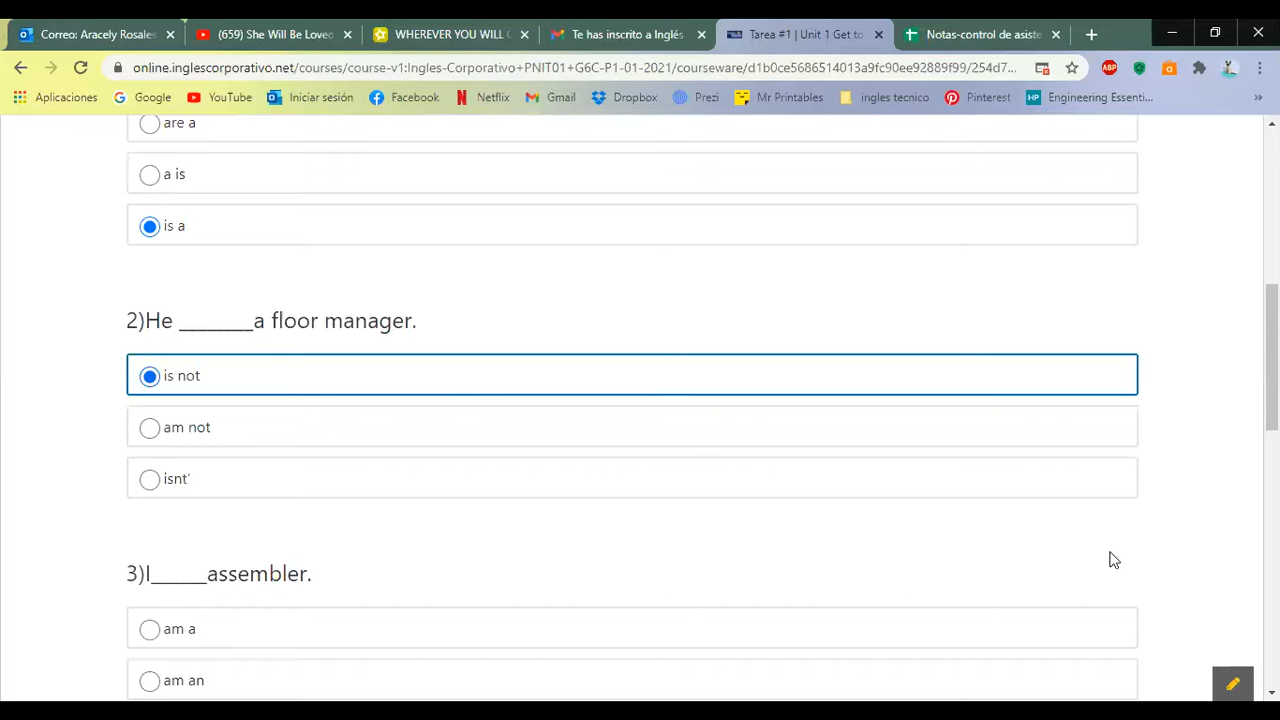 Correo: Aracely Rosales
(659) She Will Be Loved
WHEREVER YOU WILL G
Te has inscrito a Inglés
Tarea #1 | Unit 1 Get to
Notas-control de asiste
online.inglescorporativo.net/courses/course-v1:Ingles-Corporativo+PNIT01+G6C-P1-01-2021/courseware/d1b0ce5686514013a9fc90ee92889f99/254d7...
ABP
Aplicaciones
Google
YouTube
Iniciar sesión
Facebook
Netflix
Gmail
Dropbox
Prezi
Mr Printables
ingles tecnico
Pinterest
HP
Engineering Essenti...
»
are a
a is
is a
2)He ________a floor manager.
is not
am not
isnt´
3)I______assembler.
am a
am an